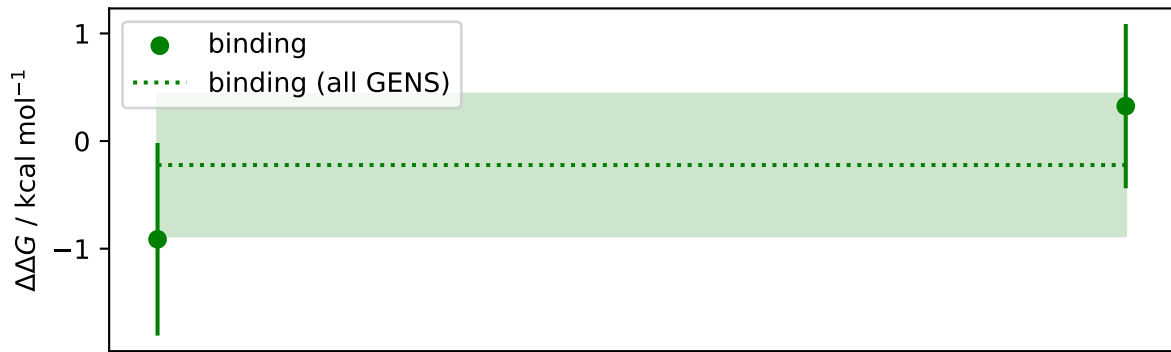 binding
binding (all GENS)
1
0
−1
ΔΔG / kcal mol⁻¹